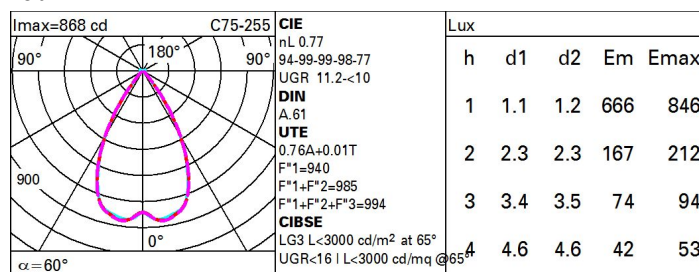 Imax=868 cd C75-255
180°
90° 90°
900
0°
α=60°
CIE
nL 0.77
94-99-99-98-77
UGR 11.2-<10
DIN
A.61
UTE
0.76A+0.01T
F"1=940
F"1+F"2=985
F"1+F"2+F"3=994
CIBSE
LG3 L<3000 cd/m² at 65°
UGR<16 | L<3000 cd/mq @65°
Lux
h d1 d2 Em Emax
1 1.1 1.2 666 846
2 2.3 2.3 167 212
3 3.4 3.5 74 94
4 4.6 4.6 42 53